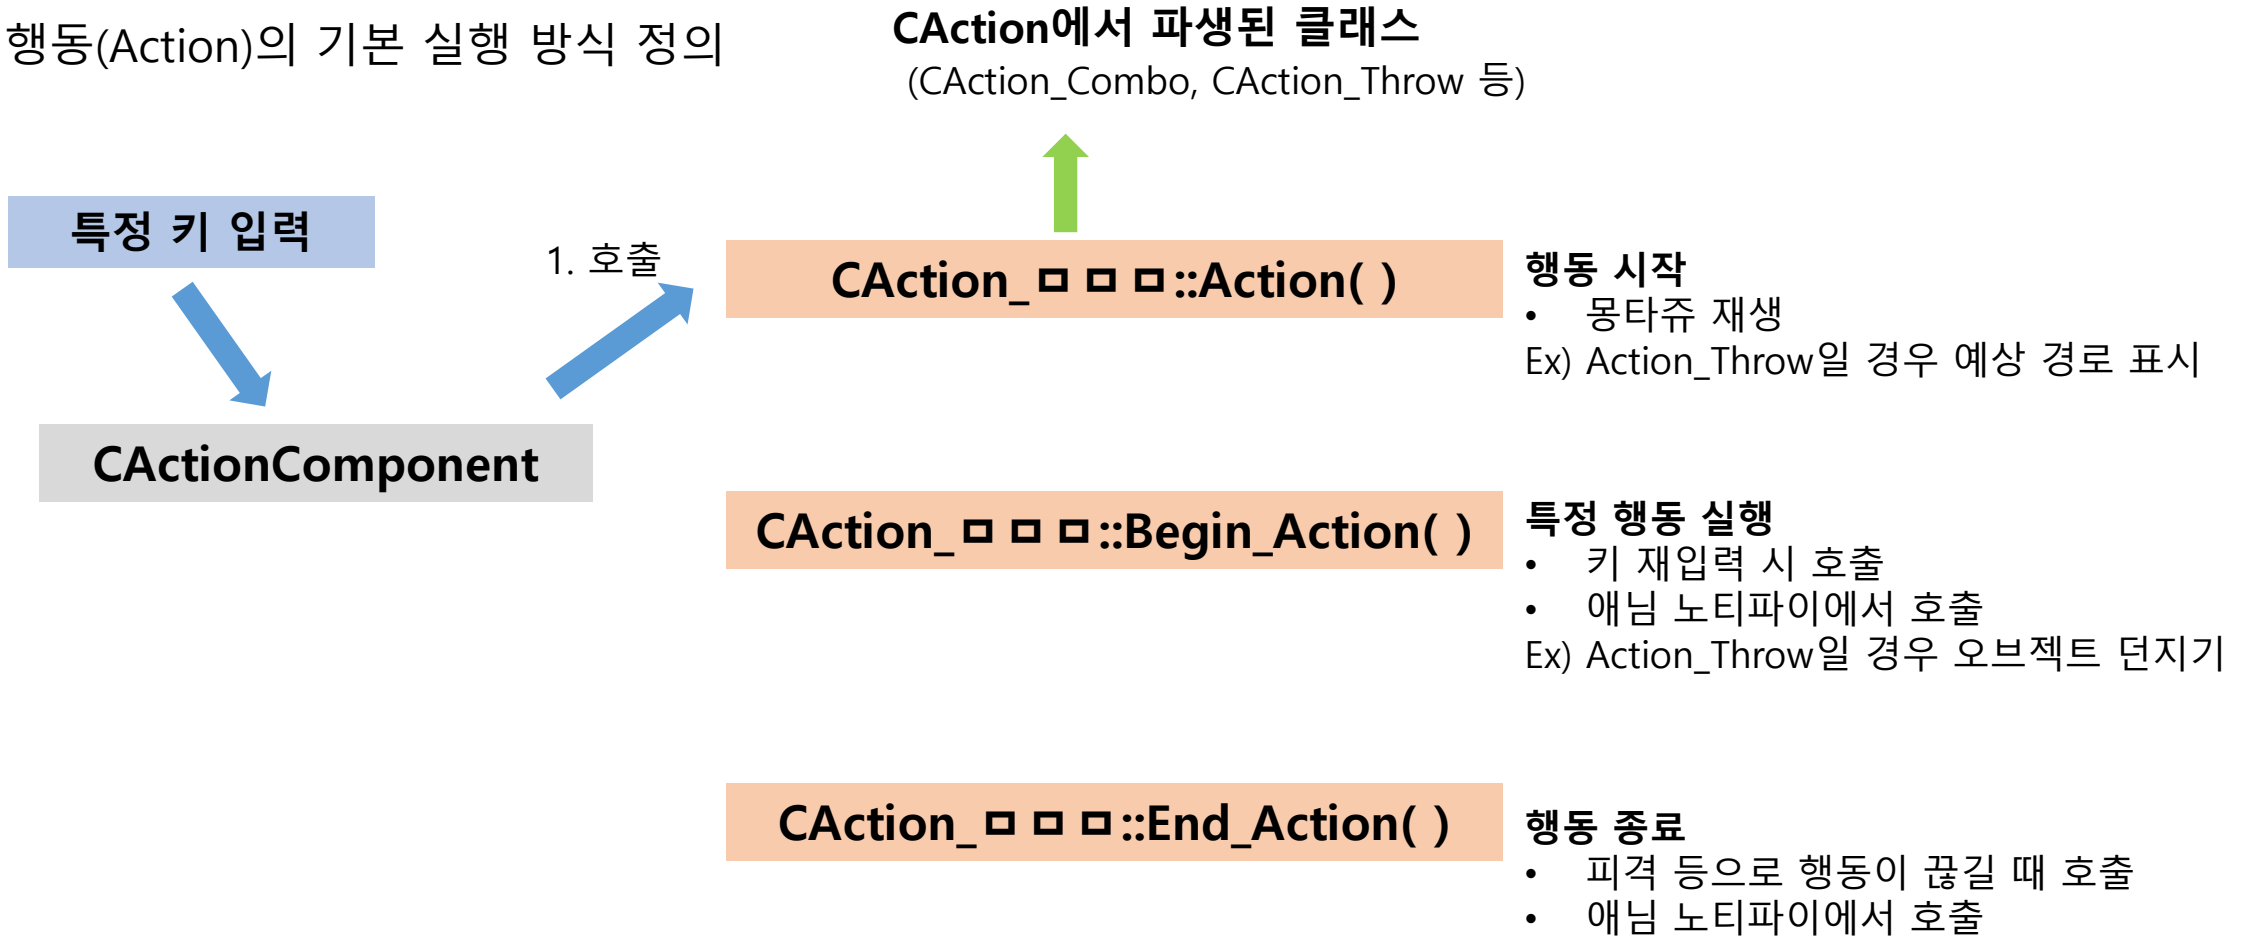 행동(Action)의 기본 실행 방식 정의
CAction에서 파생된 클래스
(CAction_Combo, CAction_Throw 등)
특정 키 입력
1. 호출
CActionComponent
CAction_ㅁㅁㅁ::Action( )
행동 시작
• 몽타쥬 재생
Ex) Action_Throw일 경우 예상 경로 표시
CAction_ㅁㅁㅁ::Begin_Action( )
특정 행동 실행
• 키 재입력 시 호출
• 애님 노티파이에서 호출
Ex) Action_Throw일 경우 오브젝트 던지기
CAction_ㅁㅁㅁ::End_Action( )
행동 종료
• 피격 등으로 행동이 끊길 때 호출
• 애님 노티파이에서 호출